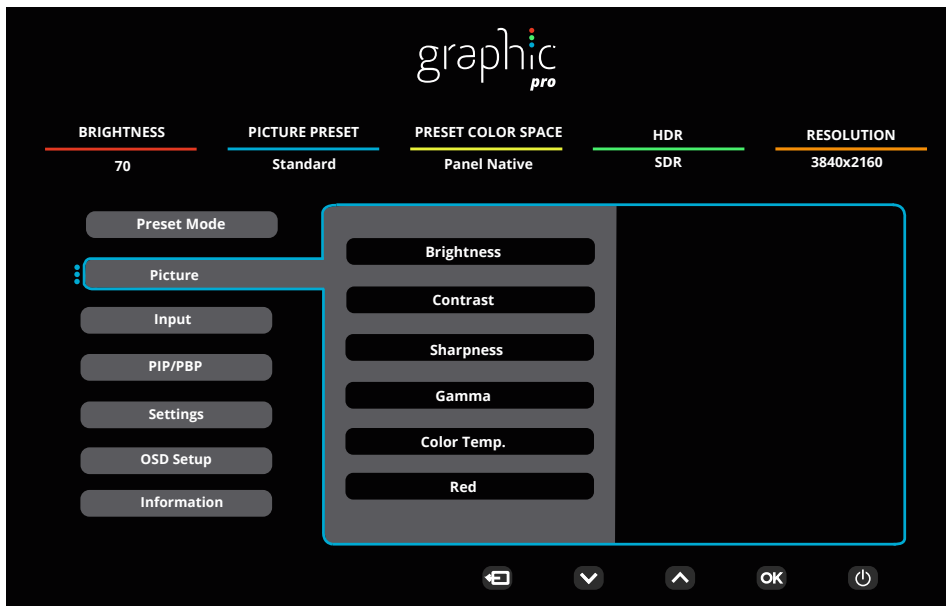 graphic
pro
BRIGHTNESS
PICTURE PRESET
PRESET COLOR SPACE
HDR
RESOLUTION
70
Standard
Panel Native
SDR
3840x2160
Preset Mode
Picture
Input
PIP/PBP
Settings
OSD Setup
Information
Brightness
Contrast
Sharpness
Gamma
Color Temp.
Red
OK